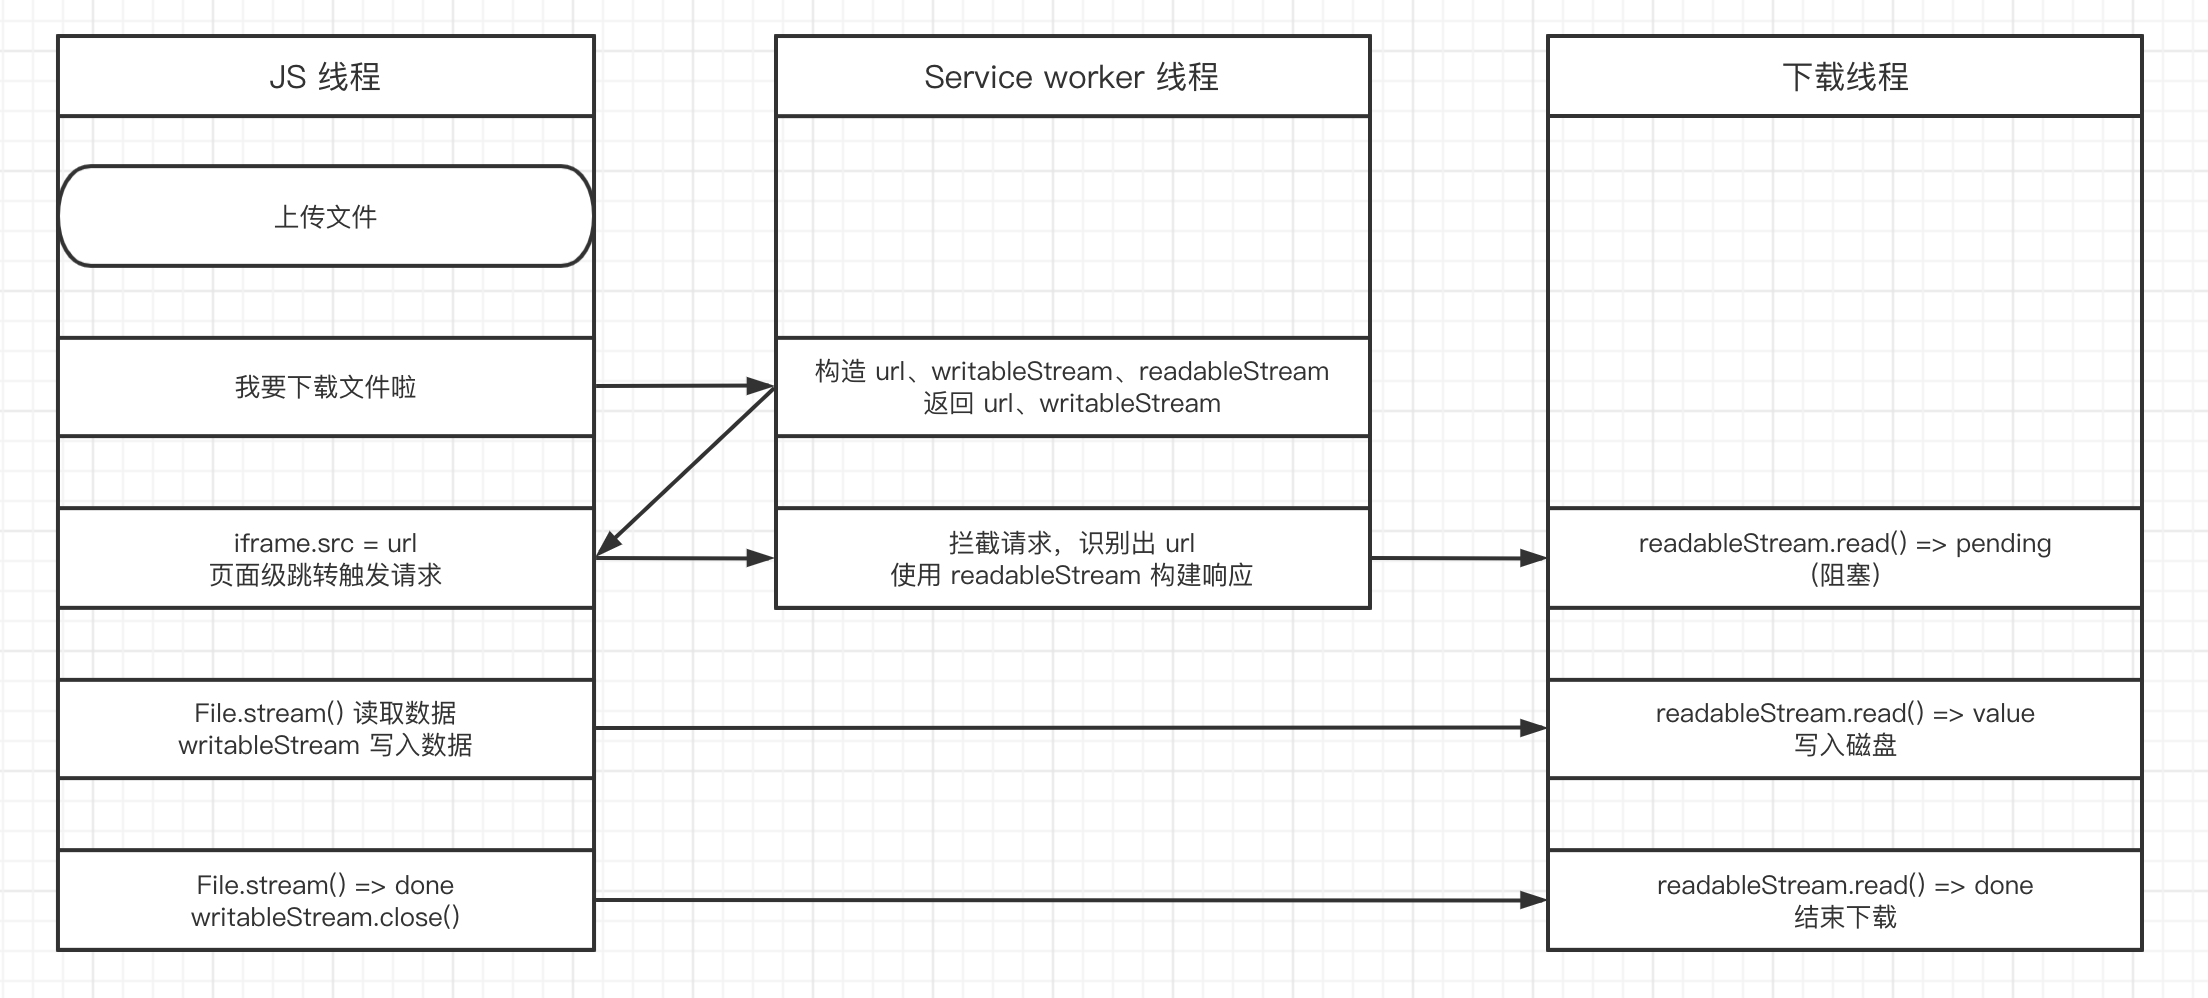 JS 线程
Service worker 线程
下载线程
上传文件
我要下载文件啦
构造 url、writableStream、readableStream
返回 url、writableStream
iframe.src = url
页面级跳转触发请求
拦截请求，识别出 url
使用 readableStream 构建响应
readableStream.read() => pending
（阻塞）
File.stream() 读取数据
writableStream 写入数据
readableStream.read() => value
写入磁盘
File.stream() => done
writableStream.close()
readableStream.read() => done
结束下载